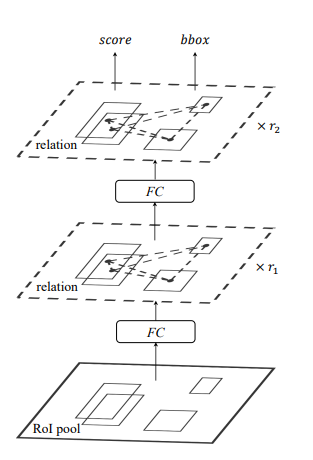 score bbox
relation
× r₂
FC
relation
× r₁
FC
RoI pool